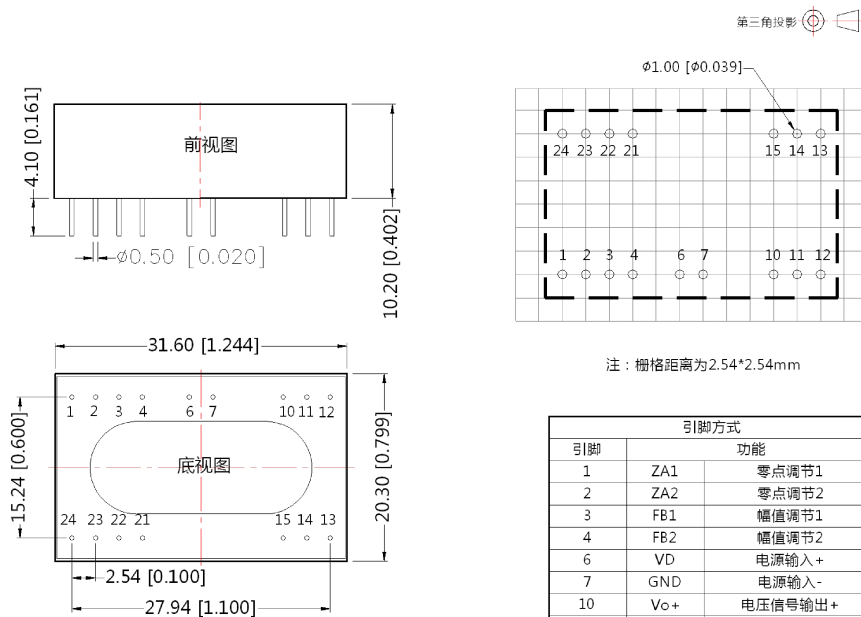 第三角投影
φ1.00 [φ0.039]
24 23 22 21 15 14 13
1 2 3 4 6 7 10 11 12
注：栅格距离为2.54*2.54mm
前视图
4.10 [0.161]
10.20 [0.402]
φ0.50 [0.020]
31.60 [1.244]
1 2 3 4 6 7 10 11 12
底视图
15.24 [0.600]
20.30 [0.799]
24 23 22 21 15 14 13
2.54 [0.100]
27.94 [1.100]
引脚方式
引脚 功能
1 ZA1 零点调节1
2 ZA2 零点调节2
3 FB1 幅值调节1
4 FB2 幅值调节2
6 VD 电源输入+
7 GND 电源输入-
10 Vo+ 电压信号输出+